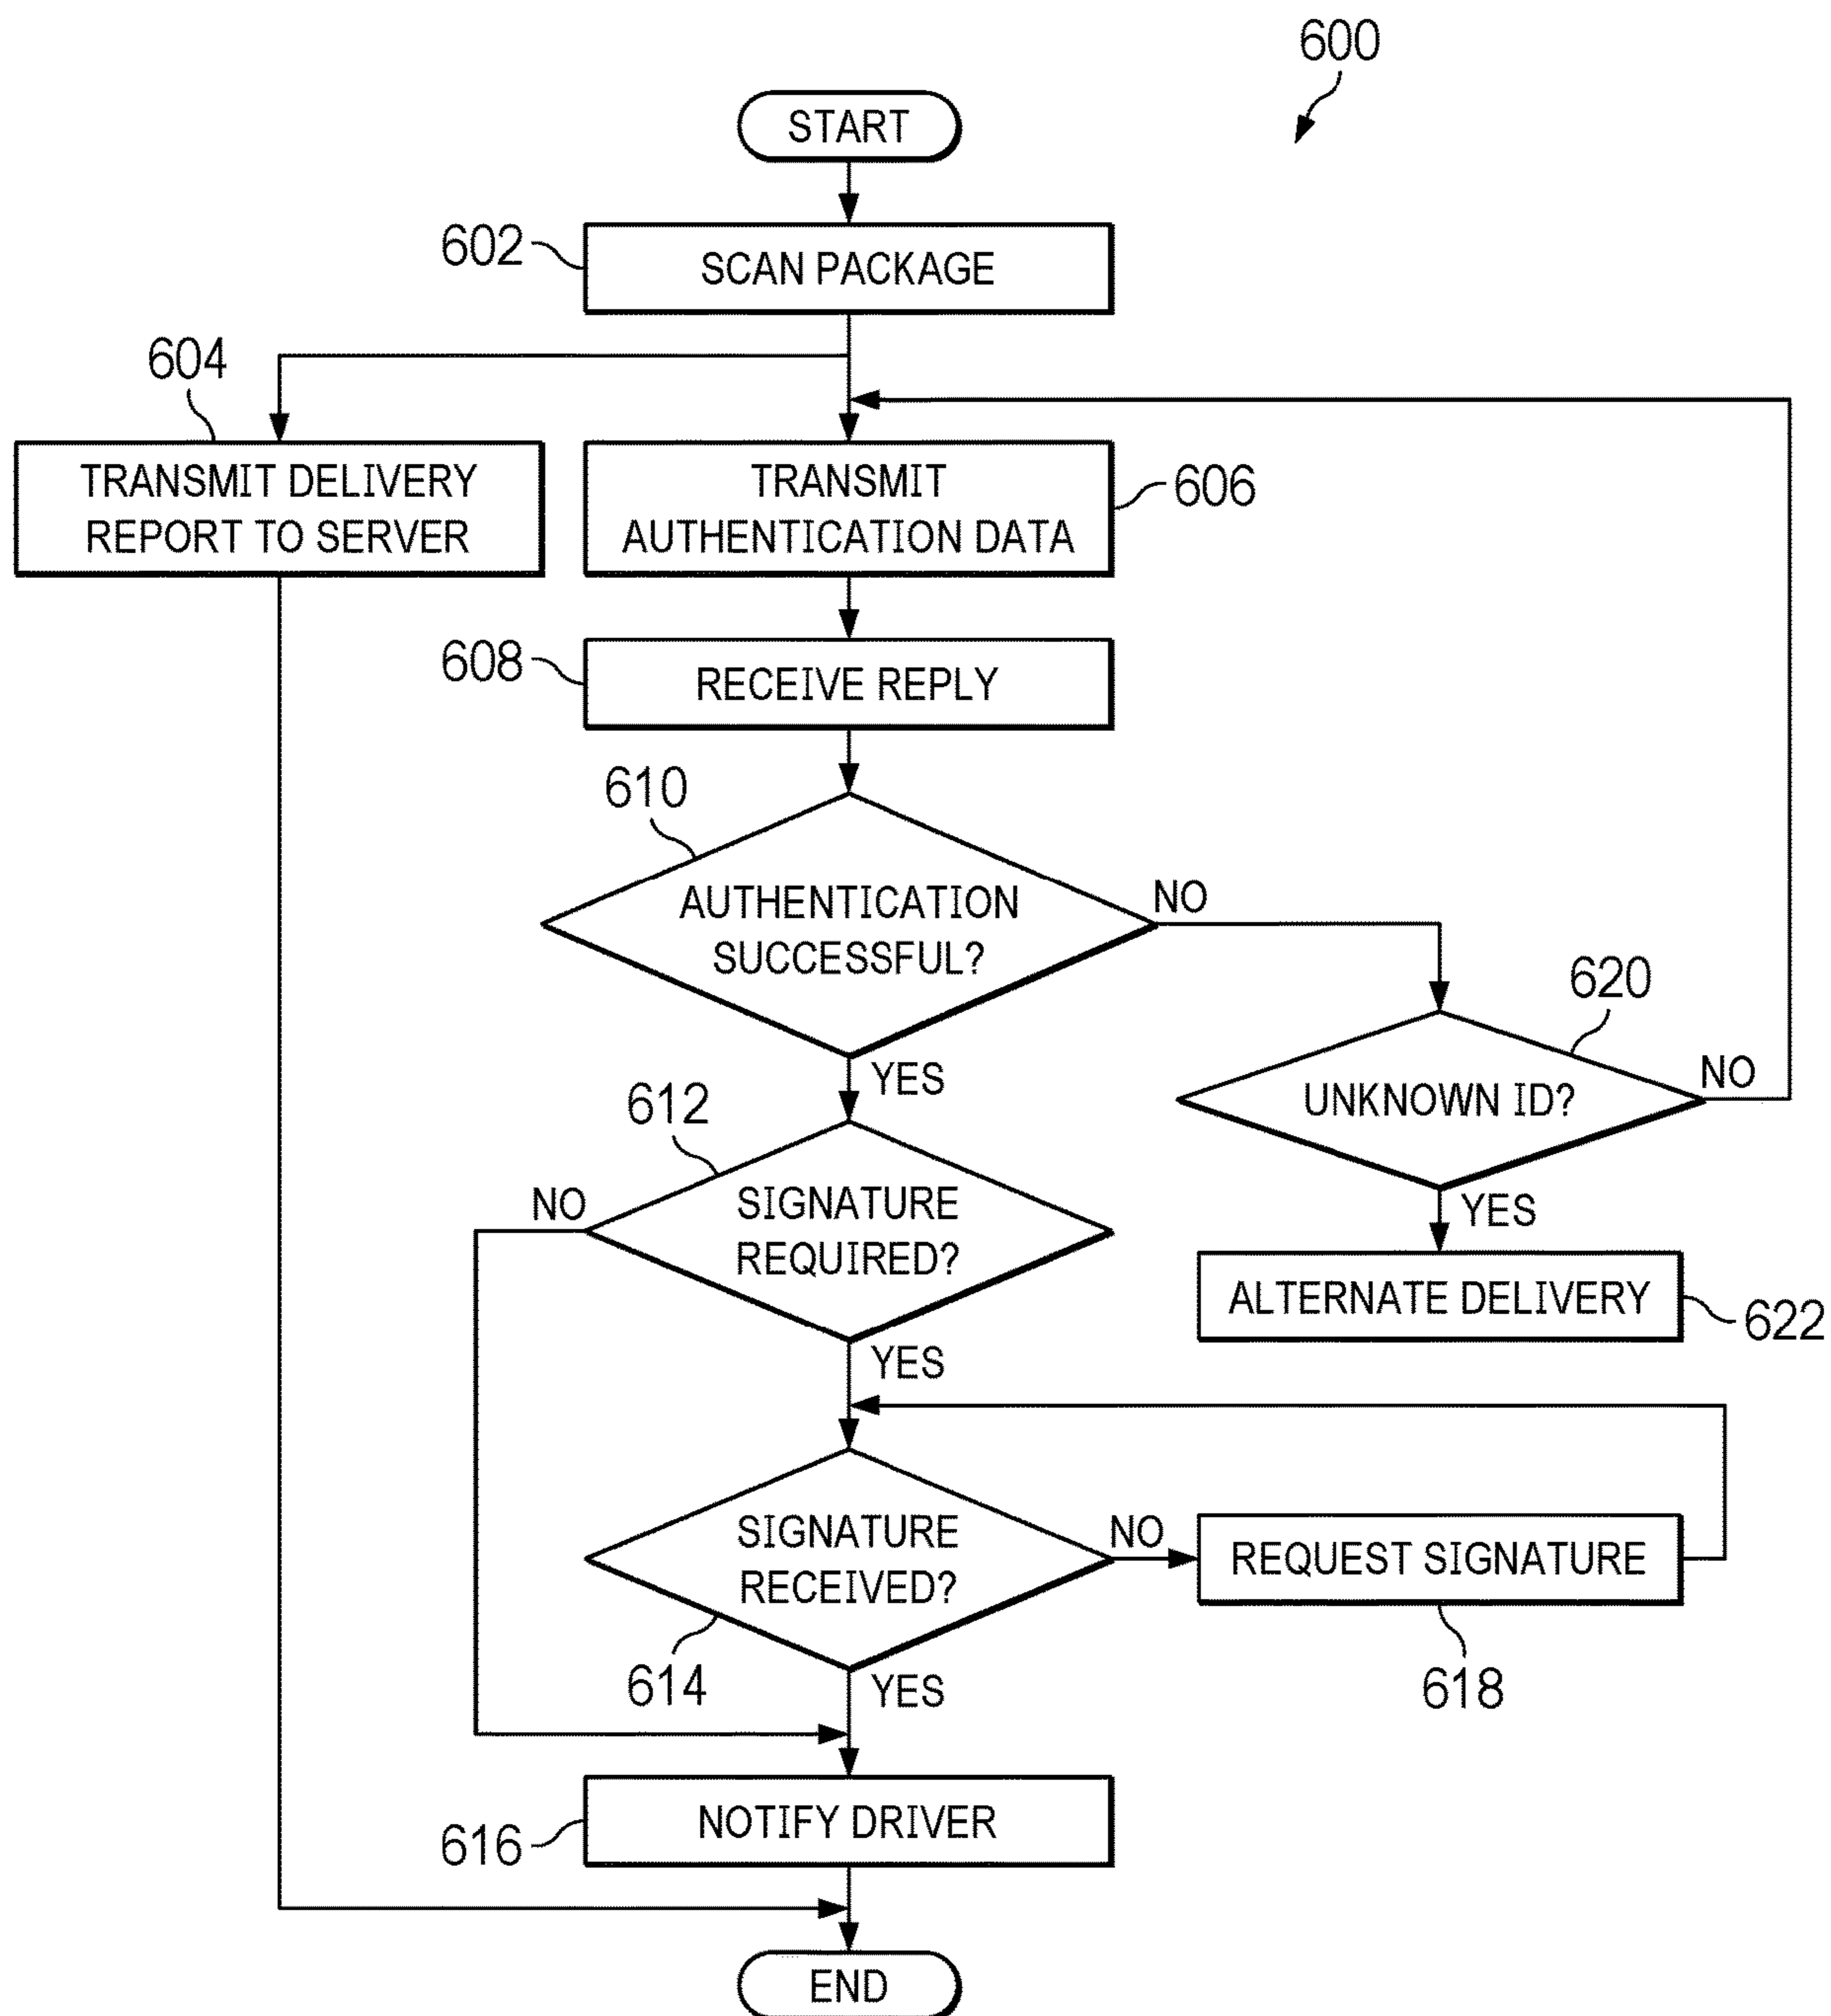 600
START
602
SCAN PACKAGE
604
TRANSMIT DELIVERY
REPORT TO SERVER
TRANSMIT
AUTHENTICATION DATA
606
608
RECEIVE REPLY
610
AUTHENTICATION
SUCCESSFUL?
NO
YES
620
UNKNOWN ID?
NO
YES
612
SIGNATURE
REQUIRED?
NO
YES
ALTERNATE DELIVERY
622
SIGNATURE
RECEIVED?
NO
REQUEST SIGNATURE
614
YES
618
NOTIFY DRIVER
616
END